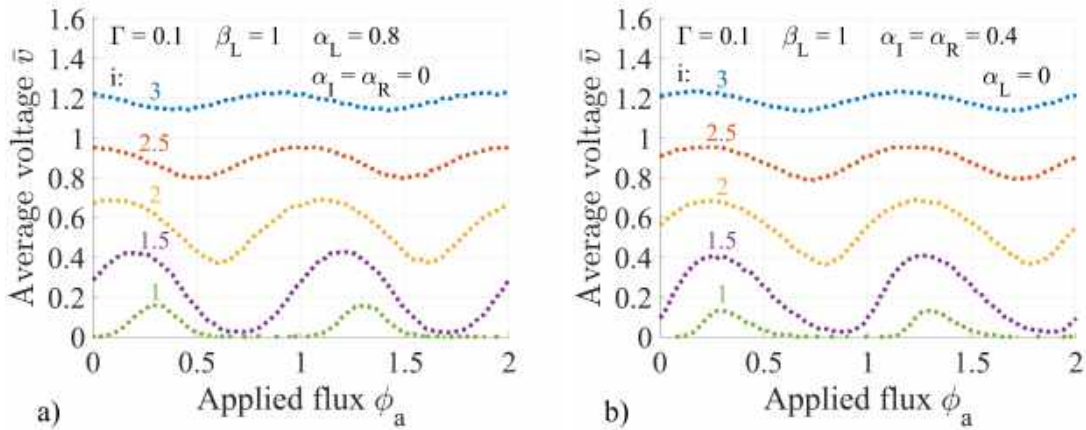 1.6
1.4
1.2
1
0.8
0.6
0.4
0.2
0
Average voltage v̄
Γ = 0.1 β_L = 1 α_L = 0.8
i: α_I = α_R = 0
3
2.5
2
1.5
1
0 0.5 1 1.5 2
Applied flux ϕ_a
a)
1.6
1.4
1.2
1
0.8
0.6
0.4
0.2
0
Average voltage v̄
Γ = 0.1 β_L = 1 α_I = α_R = 0.4
i: α_L = 0
3
2.5
2
1.5
1
0 0.5 1 1.5 2
Applied flux ϕ_a
b)